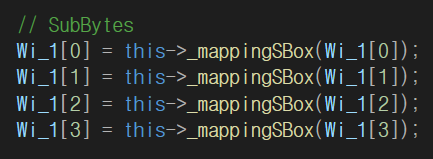 // SubBytes
Wi_1[0] = this->_mappingSBox(Wi_1[0]);
Wi_1[1] = this->_mappingSBox(Wi_1[1]);
Wi_1[2] = this->_mappingSBox(Wi_1[2]);
Wi_1[3] = this->_mappingSBox(Wi_1[3]);